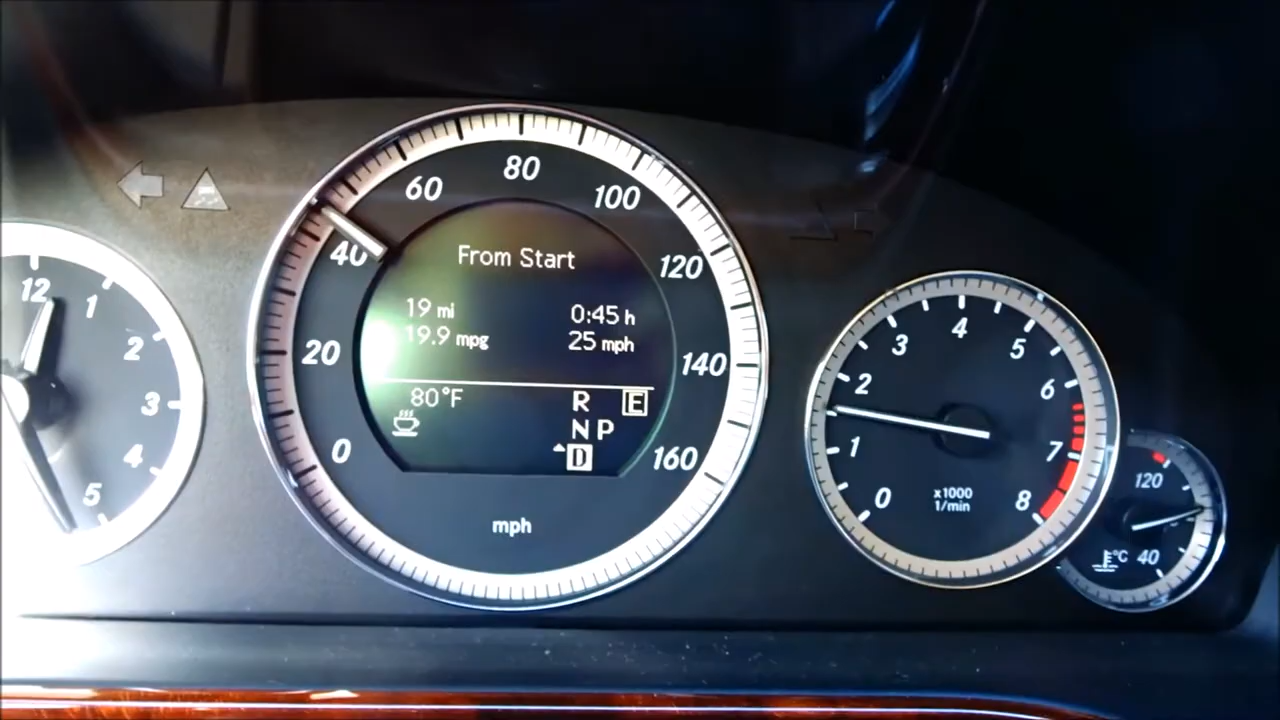 From Start
19 mi 0:45 h
19.9 mpg 25 mph
80°F R E
N P
D
0 20 40 60 80 100 120 140 160
mph
12 1 2 3 4 5
0 1 2 3 4 5 6 7 8
x1000
1/min
120
°C 40